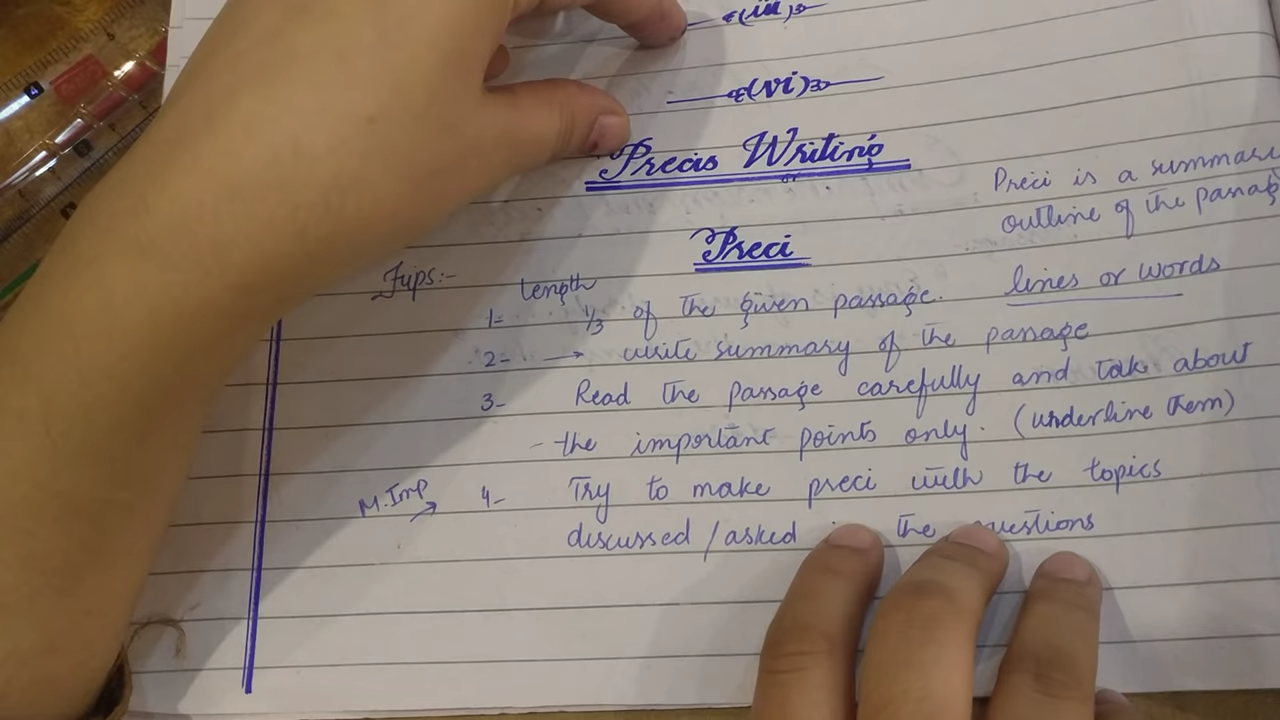 (iii)
(vi)
Precis Writing
or
Preci is a summary
outline of the passage
Preci
Tips:-
length
1- 1/3 of the given passage. lines or words
2- → write summary of the passage
3- Read the passage carefully and talk about
- the important points only. (underline them)
M.Imp → 4- Try to make preci with the topics
discussed / asked the questions